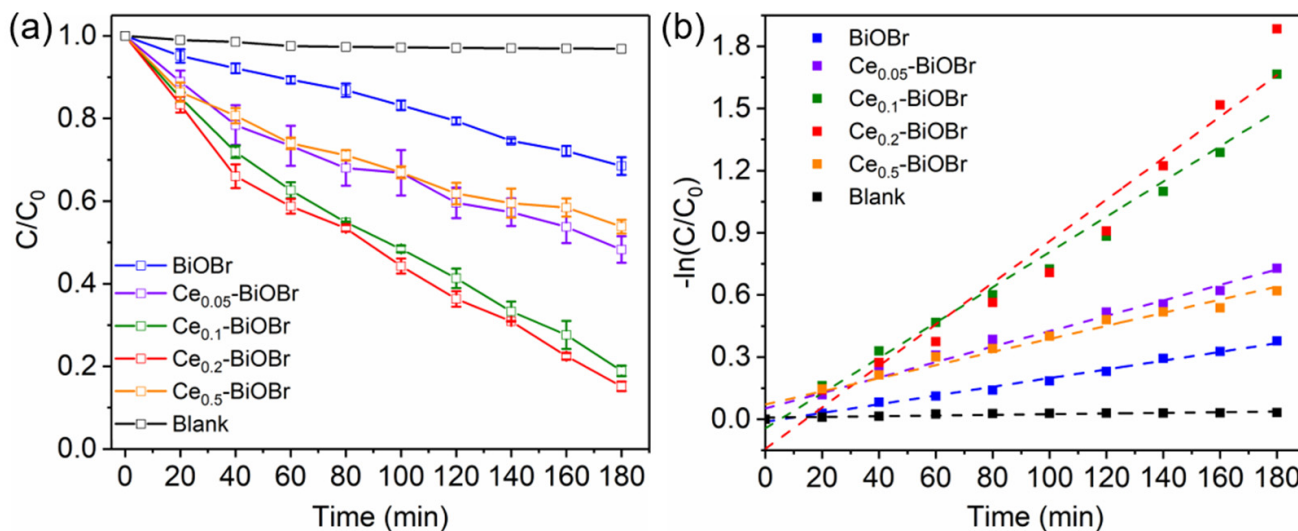 (a)
C/C0
1.0
0.8
0.6
0.4
0.2
0.0
BiOBr
Ce0.05-BiOBr
Ce0.1-BiOBr
Ce0.2-BiOBr
Ce0.5-BiOBr
Blank
0 20 40 60 80 100 120 140 160 180
Time (min)
(b)
-ln(C/C0)
1.8
1.5
1.2
0.9
0.6
0.3
0.0
BiOBr
Ce0.05-BiOBr
Ce0.1-BiOBr
Ce0.2-BiOBr
Ce0.5-BiOBr
Blank
0 20 40 60 80 100 120 140 160 180
Time (min)